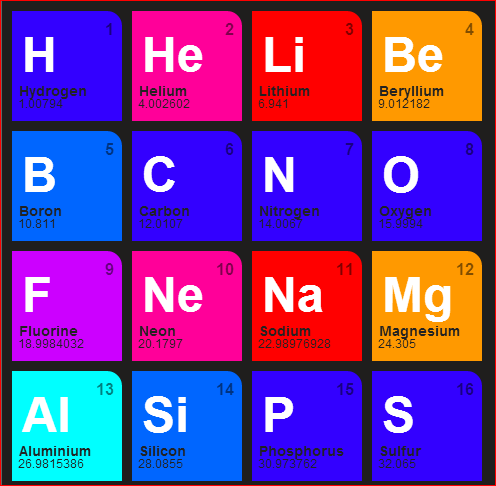 1 2 3 4
H He Li Be
Hydrogen Helium Lithium Beryllium
1.00794 4.002602 6.941 9.012182
5 6 7 8
B C N O
Boron Carbon Nitrogen Oxygen
10.811 12.0107 14.0067 15.9994
9 10 11 12
F Ne Na Mg
Fluorine Neon Sodium Magnesium
18.9984032 20.1797 22.98976928 24.305
13 14 15 16
Al Si P S
Aluminium Silicon Phosphorus Sulfur
26.9815386 28.0855 30.973762 32.065